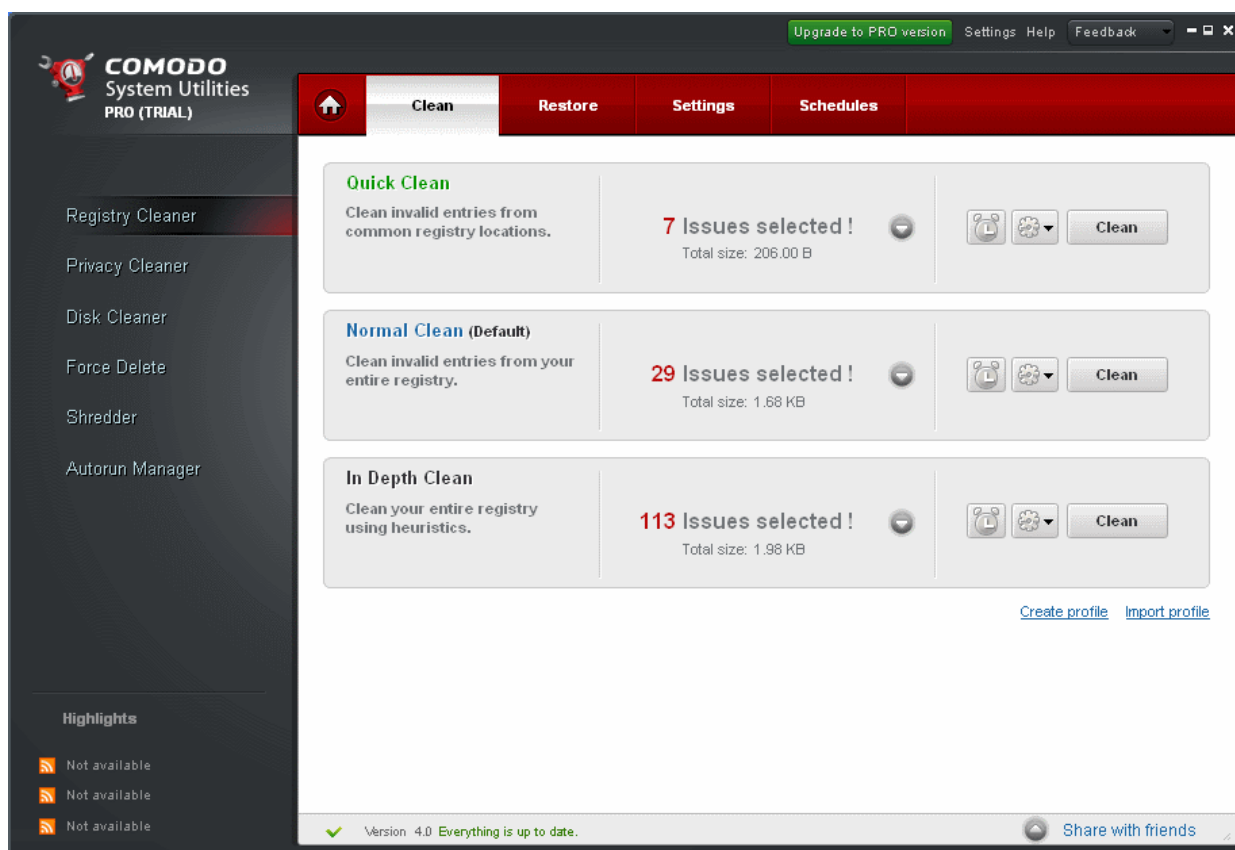 Upgrade to PRO version Settings Help Feedback
COMODO
System Utilities
PRO (TRIAL)
Clean Restore Settings Schedules
Registry Cleaner
Privacy Cleaner
Disk Cleaner
Force Delete
Shredder
Autorun Manager
Quick Clean
Clean invalid entries from
common registry locations.
7 Issues selected !
Total size: 206.00 B
Clean
Normal Clean (Default)
Clean invalid entries from your
entire registry.
29 Issues selected !
Total size: 1.68 KB
Clean
In Depth Clean
Clean your entire registry
using heuristics.
113 Issues selected !
Total size: 1.98 KB
Clean
Create profile Import profile
Highlights
Not available
Not available
Not available
Version 4.0 Everything is up to date.
Share with friends